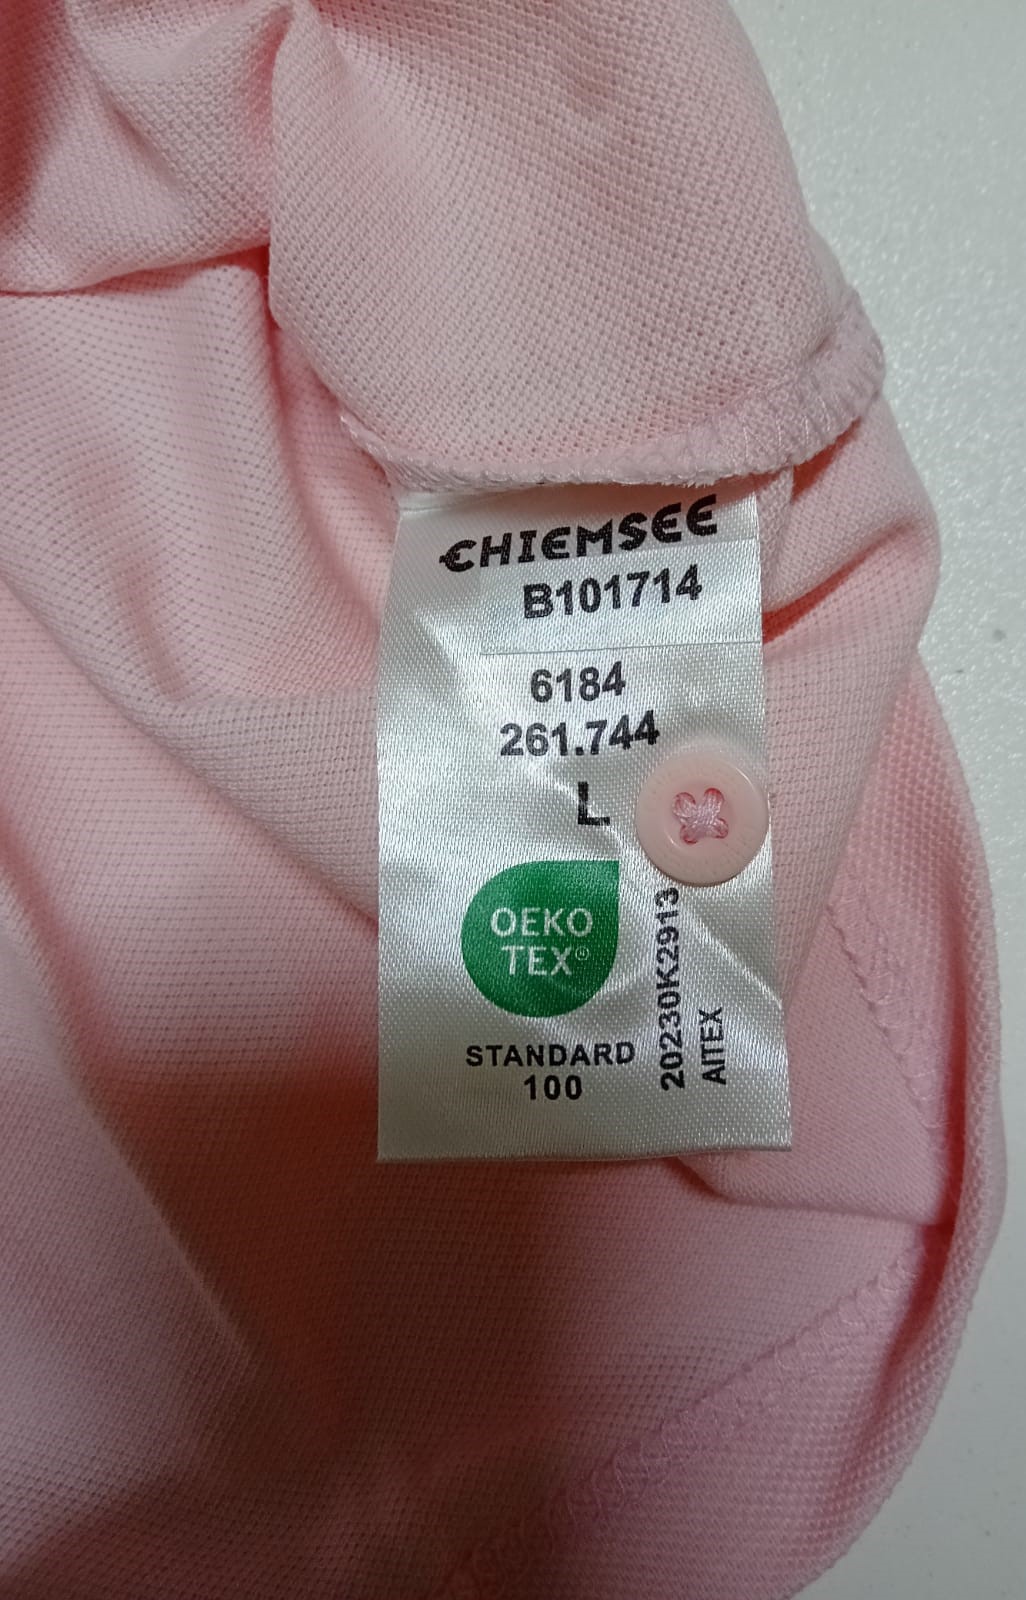 CHIEMSEE
B101714
6184
261.744
L
OEKO
TEX®
STANDARD
100
20230K2913
AITEX